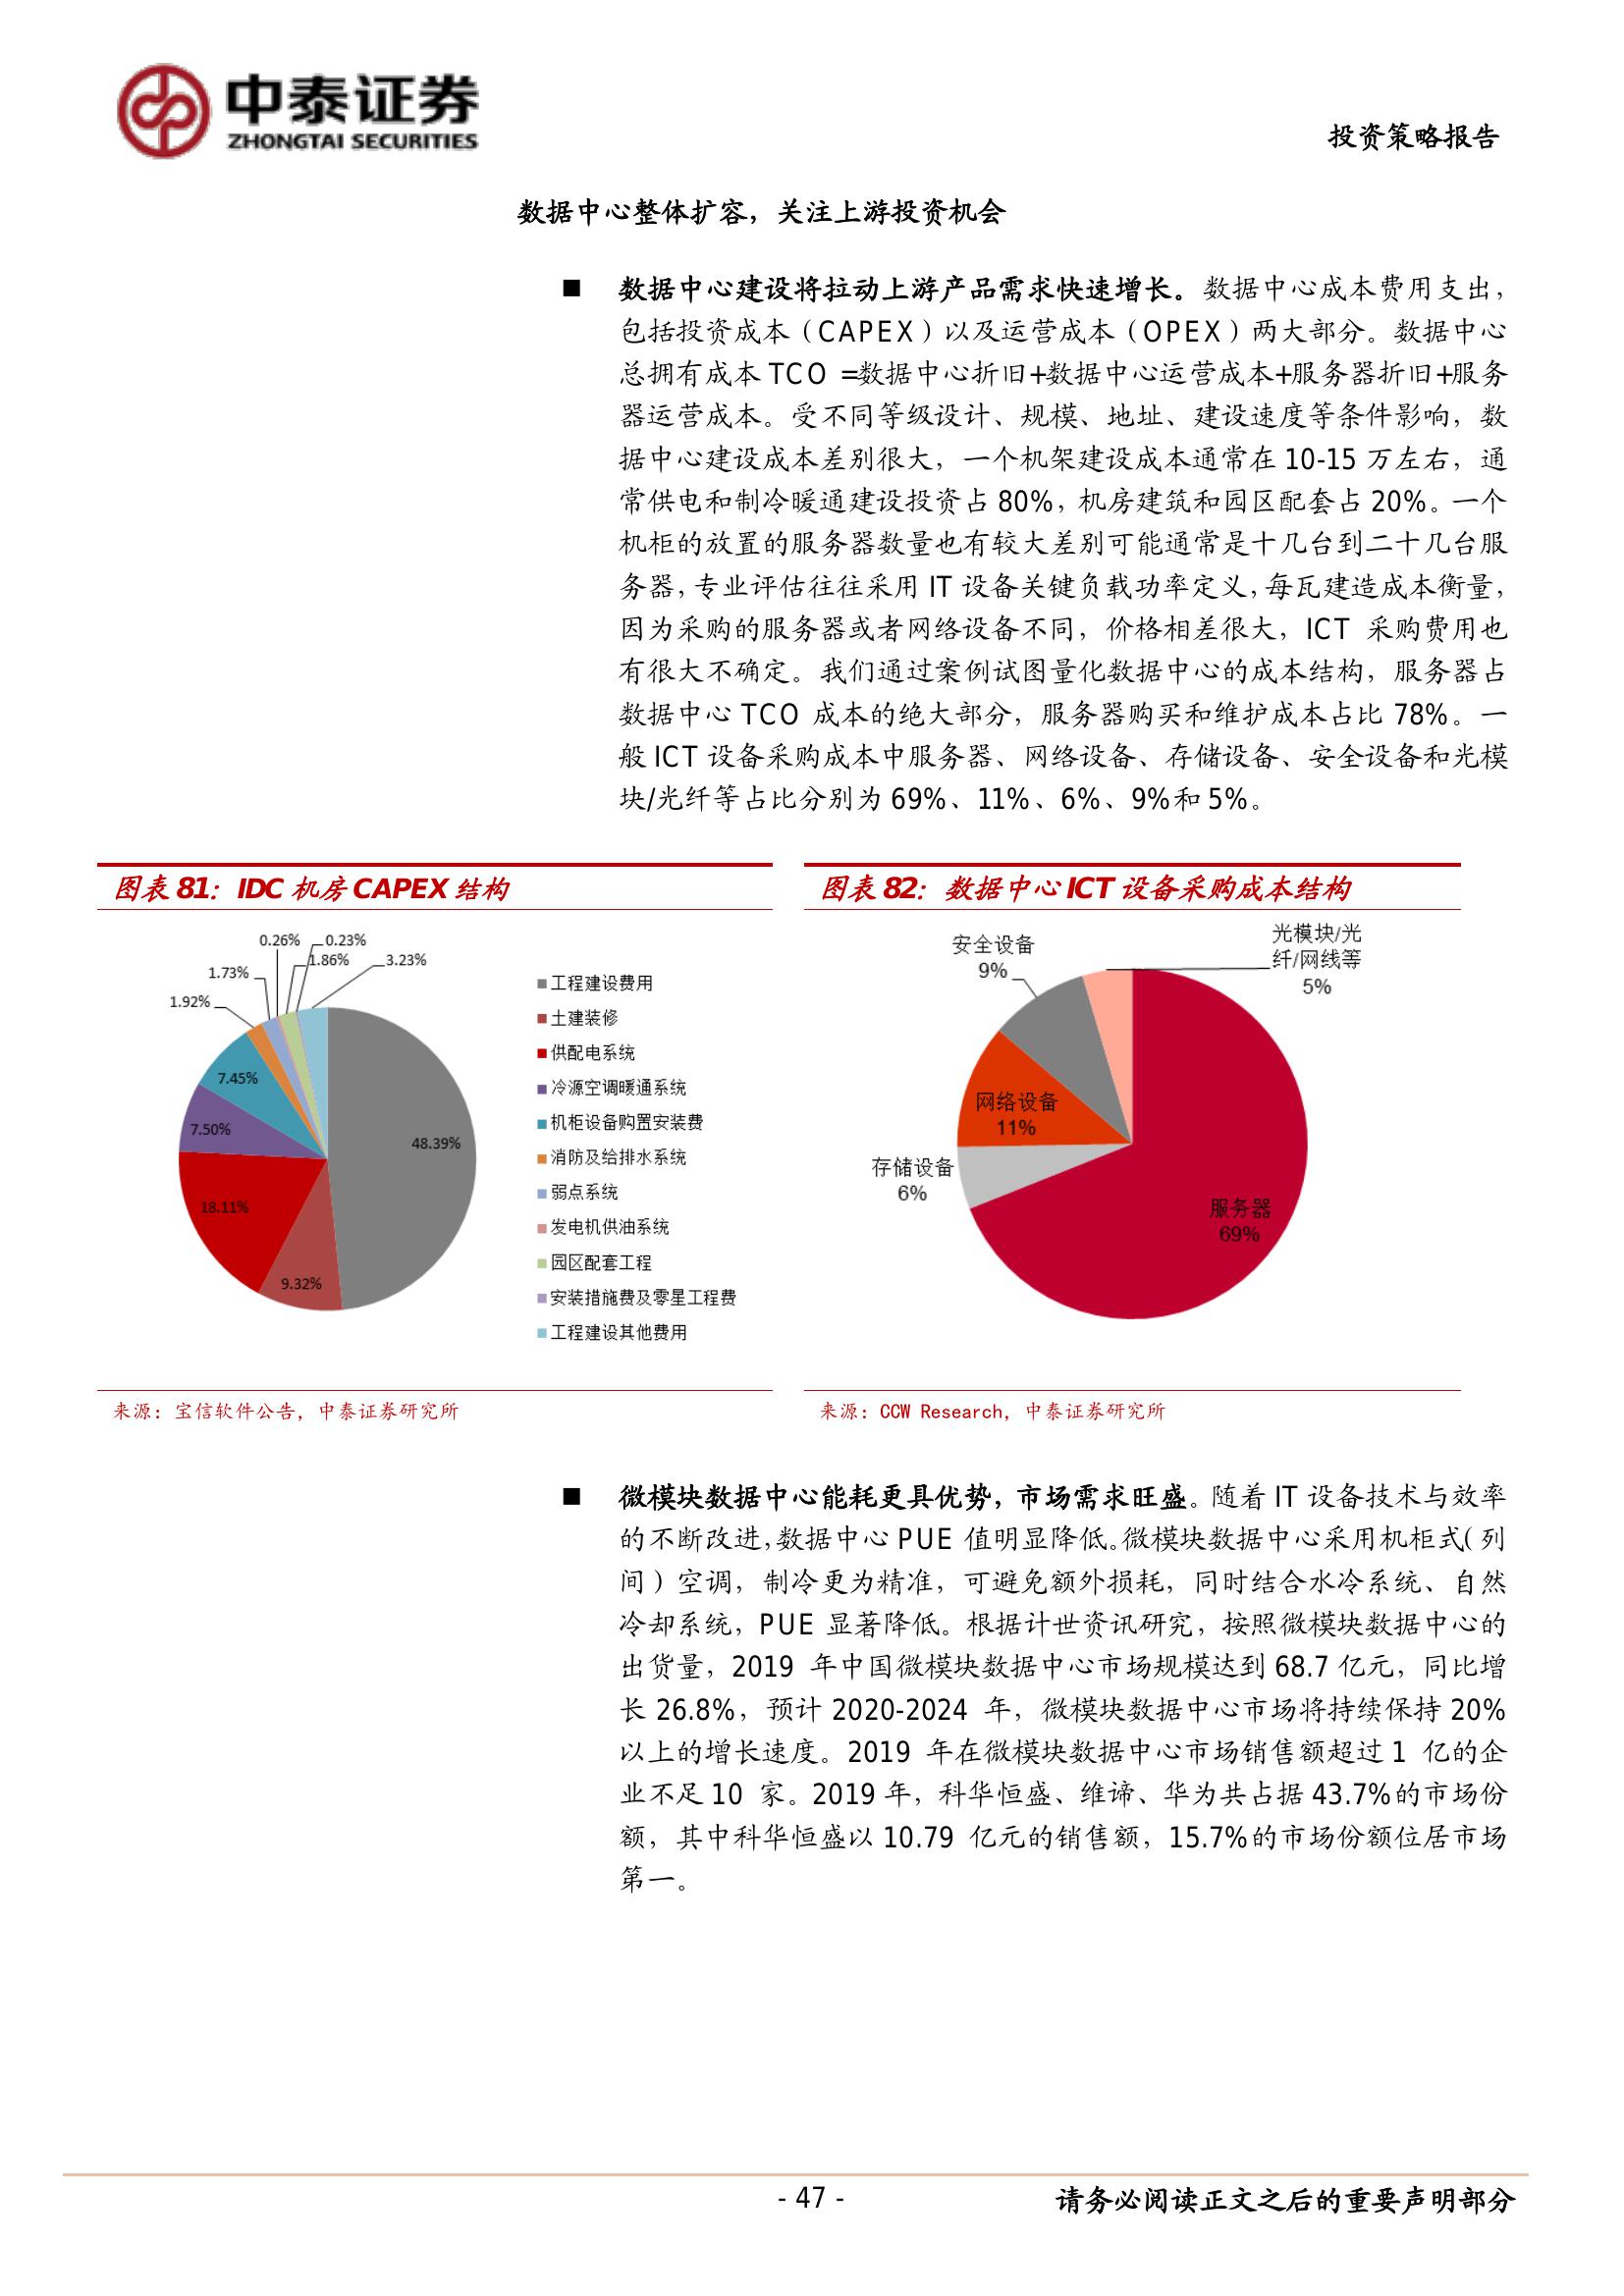 中泰证券
ZHONGTAI SECURITIES
投资策略报告
数据中心整体扩容，关注上游投资机会
■ 数据中心建设将拉动上游产品需求快速增长。数据中心成本费用支出，
包括投资成本（CAPEX）以及运营成本（OPEX）两大部分。数据中心
总拥有成本 TCO =数据中心折旧+数据中心运营成本+服务器折旧+服务
器运营成本。受不同等级设计、规模、地址、建设速度等条件影响，数
据中心建设成本差别很大，一个机架建设成本通常在 10-15 万左右，通
常供电和制冷暖通建设投资占 80%，机房建筑和园区配套占 20%。一个
机柜的放置的服务器数量也有较大差别可能通常是十几台到二十几台服
务器，专业评估往往采用 IT 设备关键负载功率定义，每瓦建造成本衡量，
因为采购的服务器或者网络设备不同，价格相差很大，ICT 采购费用也
有很大不确定。我们通过案例试图量化数据中心的成本结构，服务器占
数据中心 TCO 成本的绝大部分，服务器购买和维护成本占比 78%。一
般 ICT 设备采购成本中服务器、网络设备、存储设备、安全设备和光模
块/光纤等占比分别为 69%、11%、6%、9%和 5%。
图表 81：IDC 机房 CAPEX 结构
0.26%
0.23%
1.86%
3.23%
1.73%
1.92%
7.45%
7.50%
18.11%
9.32%
48.39%
工程建设费用
土建装修
供配电系统
冷源空调暖通系统
机柜设备购置安装费
消防及给排水系统
弱点系统
发电机供油系统
园区配套工程
安装措施费及零星工程费
工程建设其他费用
来源：宝信软件公告，中泰证券研究所
图表 82：数据中心 ICT 设备采购成本结构
光模块/光
纤/网线等
5%
安全设备
9%
网络设备
11%
存储设备
6%
服务器
69%
来源：CCW Research，中泰证券研究所
■ 微模块数据中心能耗更具优势，市场需求旺盛。随着 IT 设备技术与效率
的不断改进，数据中心 PUE 值明显降低。微模块数据中心采用机柜式（列
间）空调，制冷更为精准，可避免额外损耗，同时结合水冷系统、自然
冷却系统，PUE 显著降低。根据计世资讯研究，按照微模块数据中心的
出货量，2019 年中国微模块数据中心市场规模达到 68.7 亿元，同比增
长 26.8%，预计 2020-2024 年，微模块数据中心市场将持续保持 20%
以上的增长速度。2019 年在微模块数据中心市场销售额超过 1 亿的企
业不足 10 家。2019 年，科华恒盛、维谛、华为共占据 43.7%的市场份
额，其中科华恒盛以 10.79 亿元的销售额，15.7%的市场份额位居市场
第一。
- 47 -
请务必阅读正文之后的重要声明部分